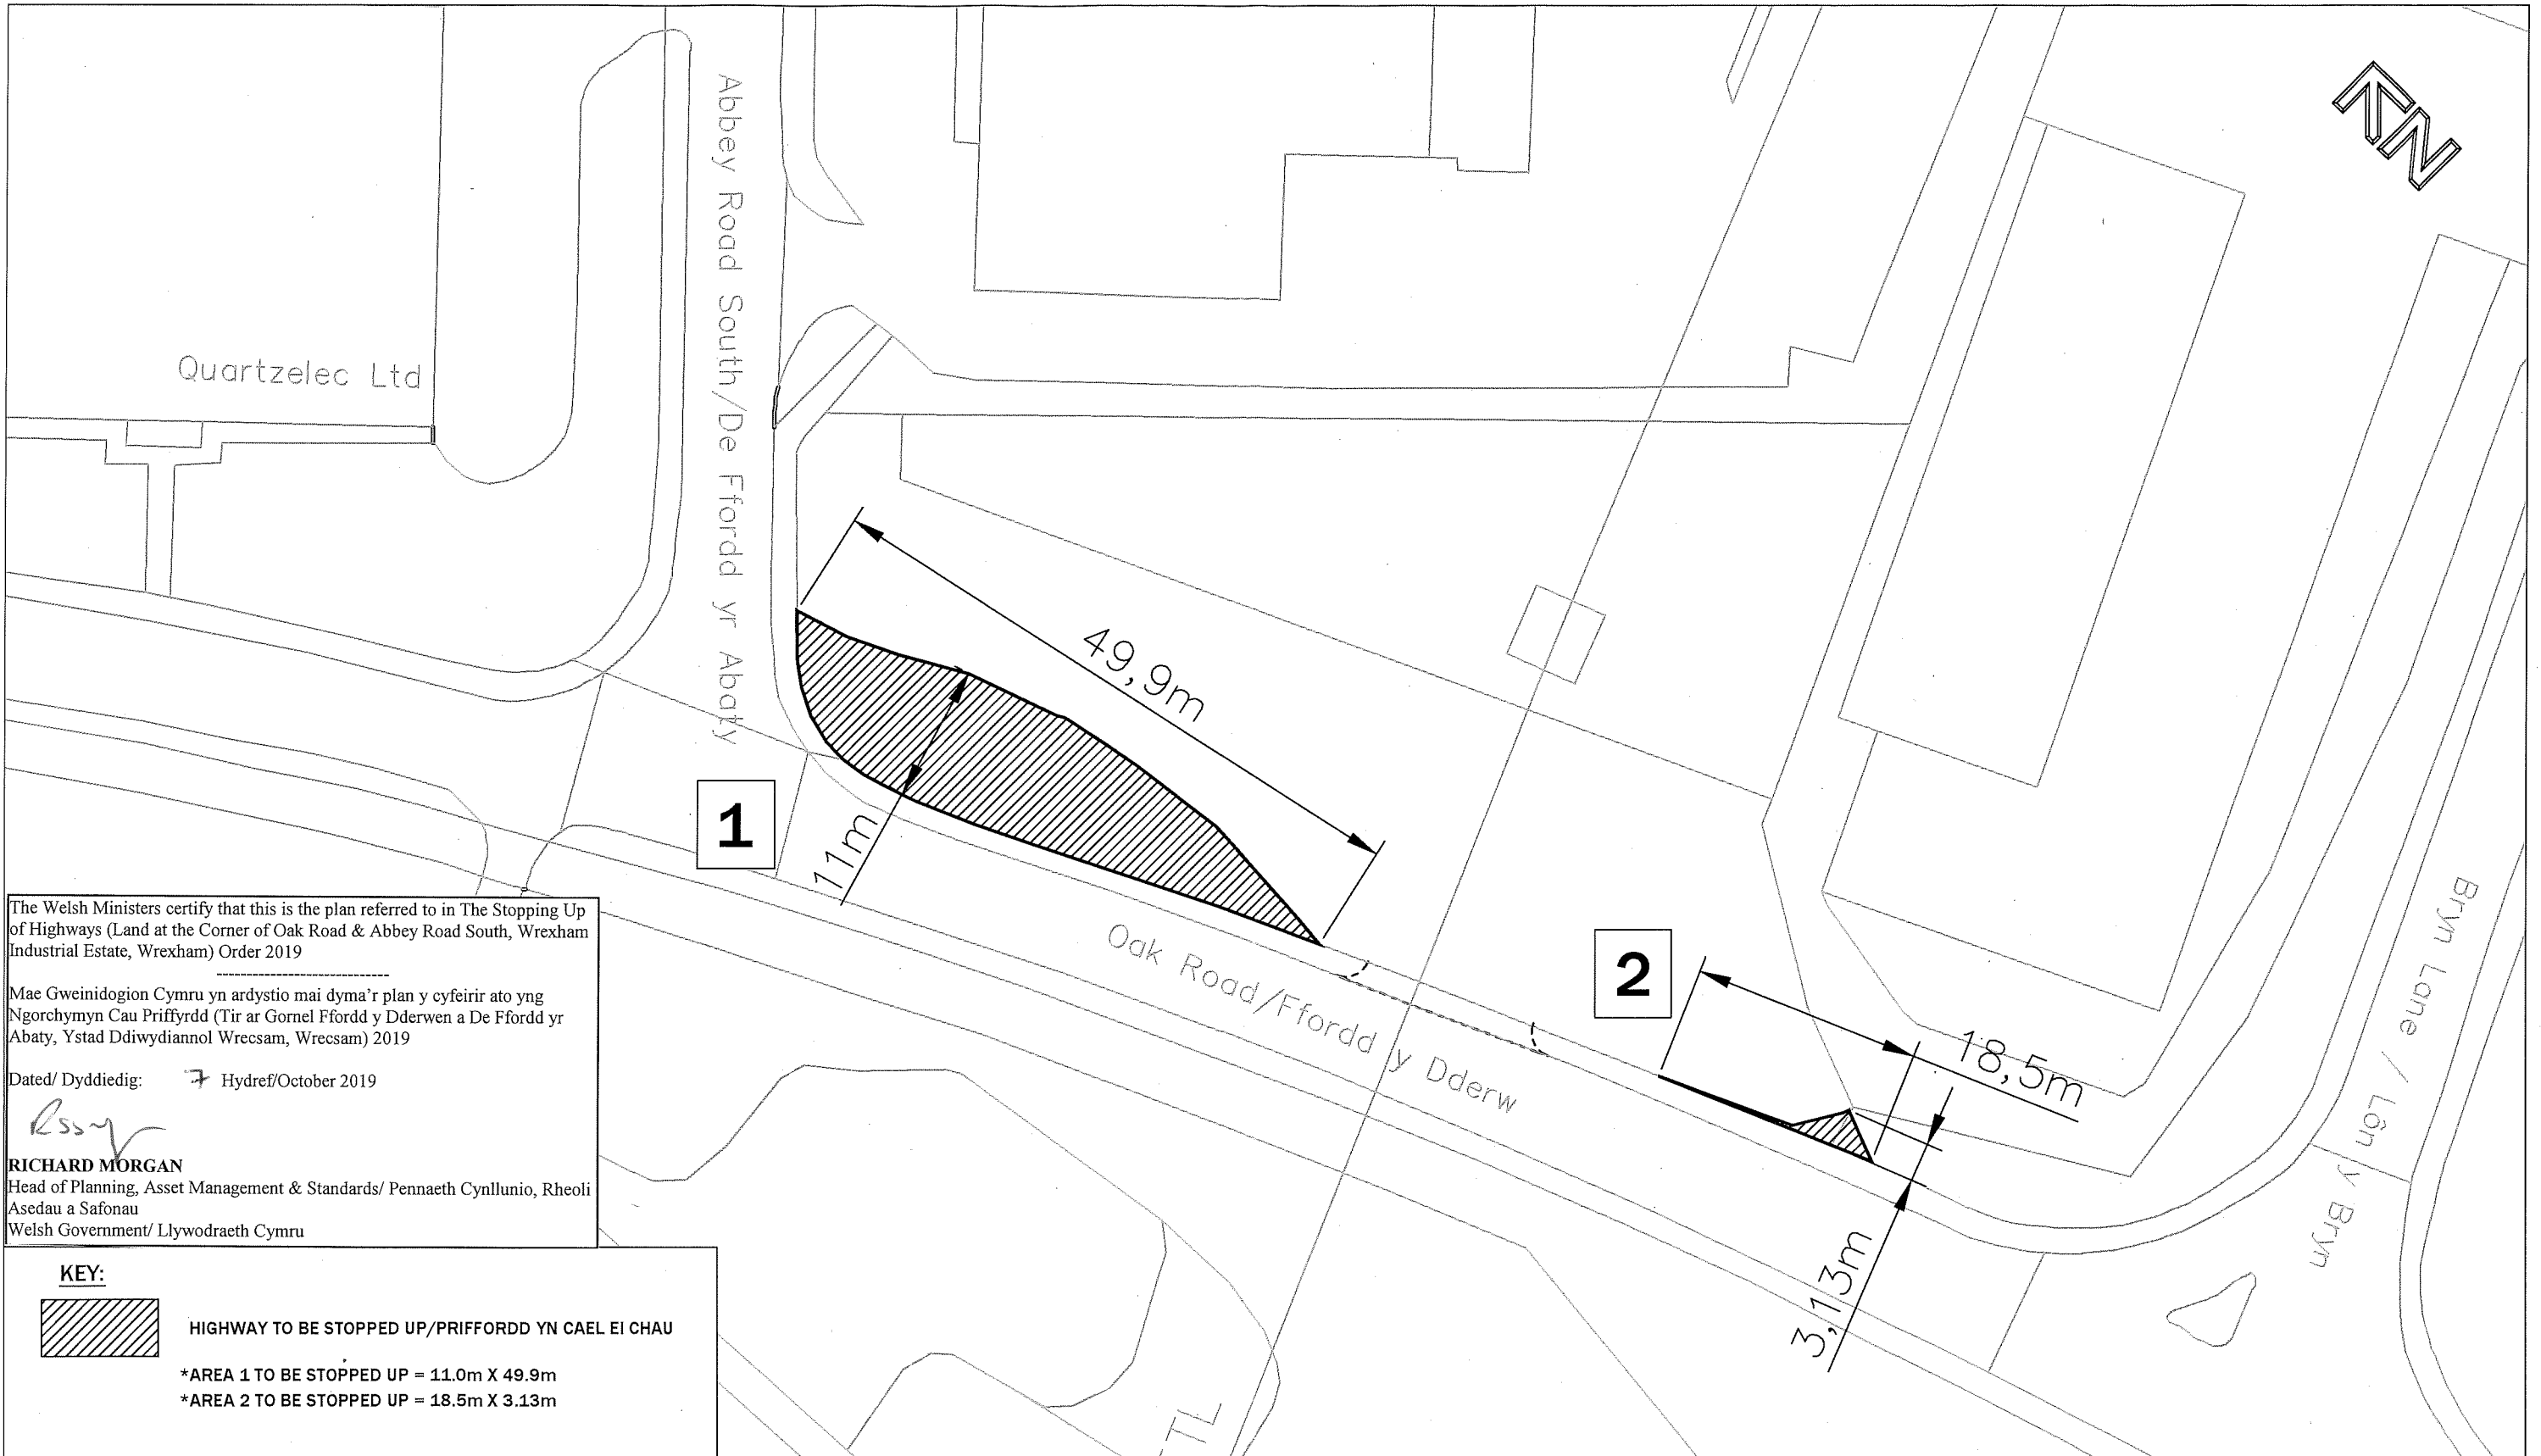 N
Abbey Road South/De Ffordd yr Abaty
Quartzelec Ltd
49,9m
11m
1
Oak Road/Ffordd y Dderw
2
18,5m
3,13m
Bryn Lane / Lôn y Bryn
ETL
The Welsh Ministers certify that this is the plan referred to in The Stopping Up
of Highways (Land at the Corner of Oak Road & Abbey Road South, Wrexham
Industrial Estate, Wrexham) Order 2019
----------------------------
Mae Gweinidogion Cymru yn ardystio mai dyma'r plan y cyfeirir ato yng
Ngorchymyn Cau Priffyrdd (Tir ar Gornel Ffordd y Dderwen a De Ffordd yr
Abaty, Ystad Ddiwydiannol Wrecsam, Wrecsam) 2019
Dated/ Dyddiedig: 7 Hydref/October 2019
RICHARD MORGAN
Head of Planning, Asset Management & Standards/ Pennaeth Cynllunio, Rheoli
Asedau a Safonau
Welsh Government/ Llywodraeth Cymru
KEY:
HIGHWAY TO BE STOPPED UP/PRIFFORDD YN CAEL EI CHAU
*AREA 1 TO BE STOPPED UP = 11.0m X 49.9m
*AREA 2 TO BE STOPPED UP = 18.5m X 3.13m